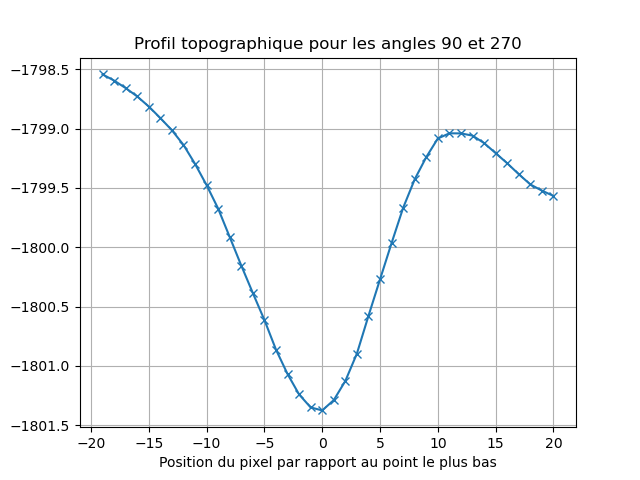 Profil topographique pour les angles 90 et 270
−1798.5
−1799.0
−1799.5
−1800.0
−1800.5
−1801.0
−1801.5
−20 −15 −10 −5 0 5 10 15 20
Position du pixel par rapport au point le plus bas